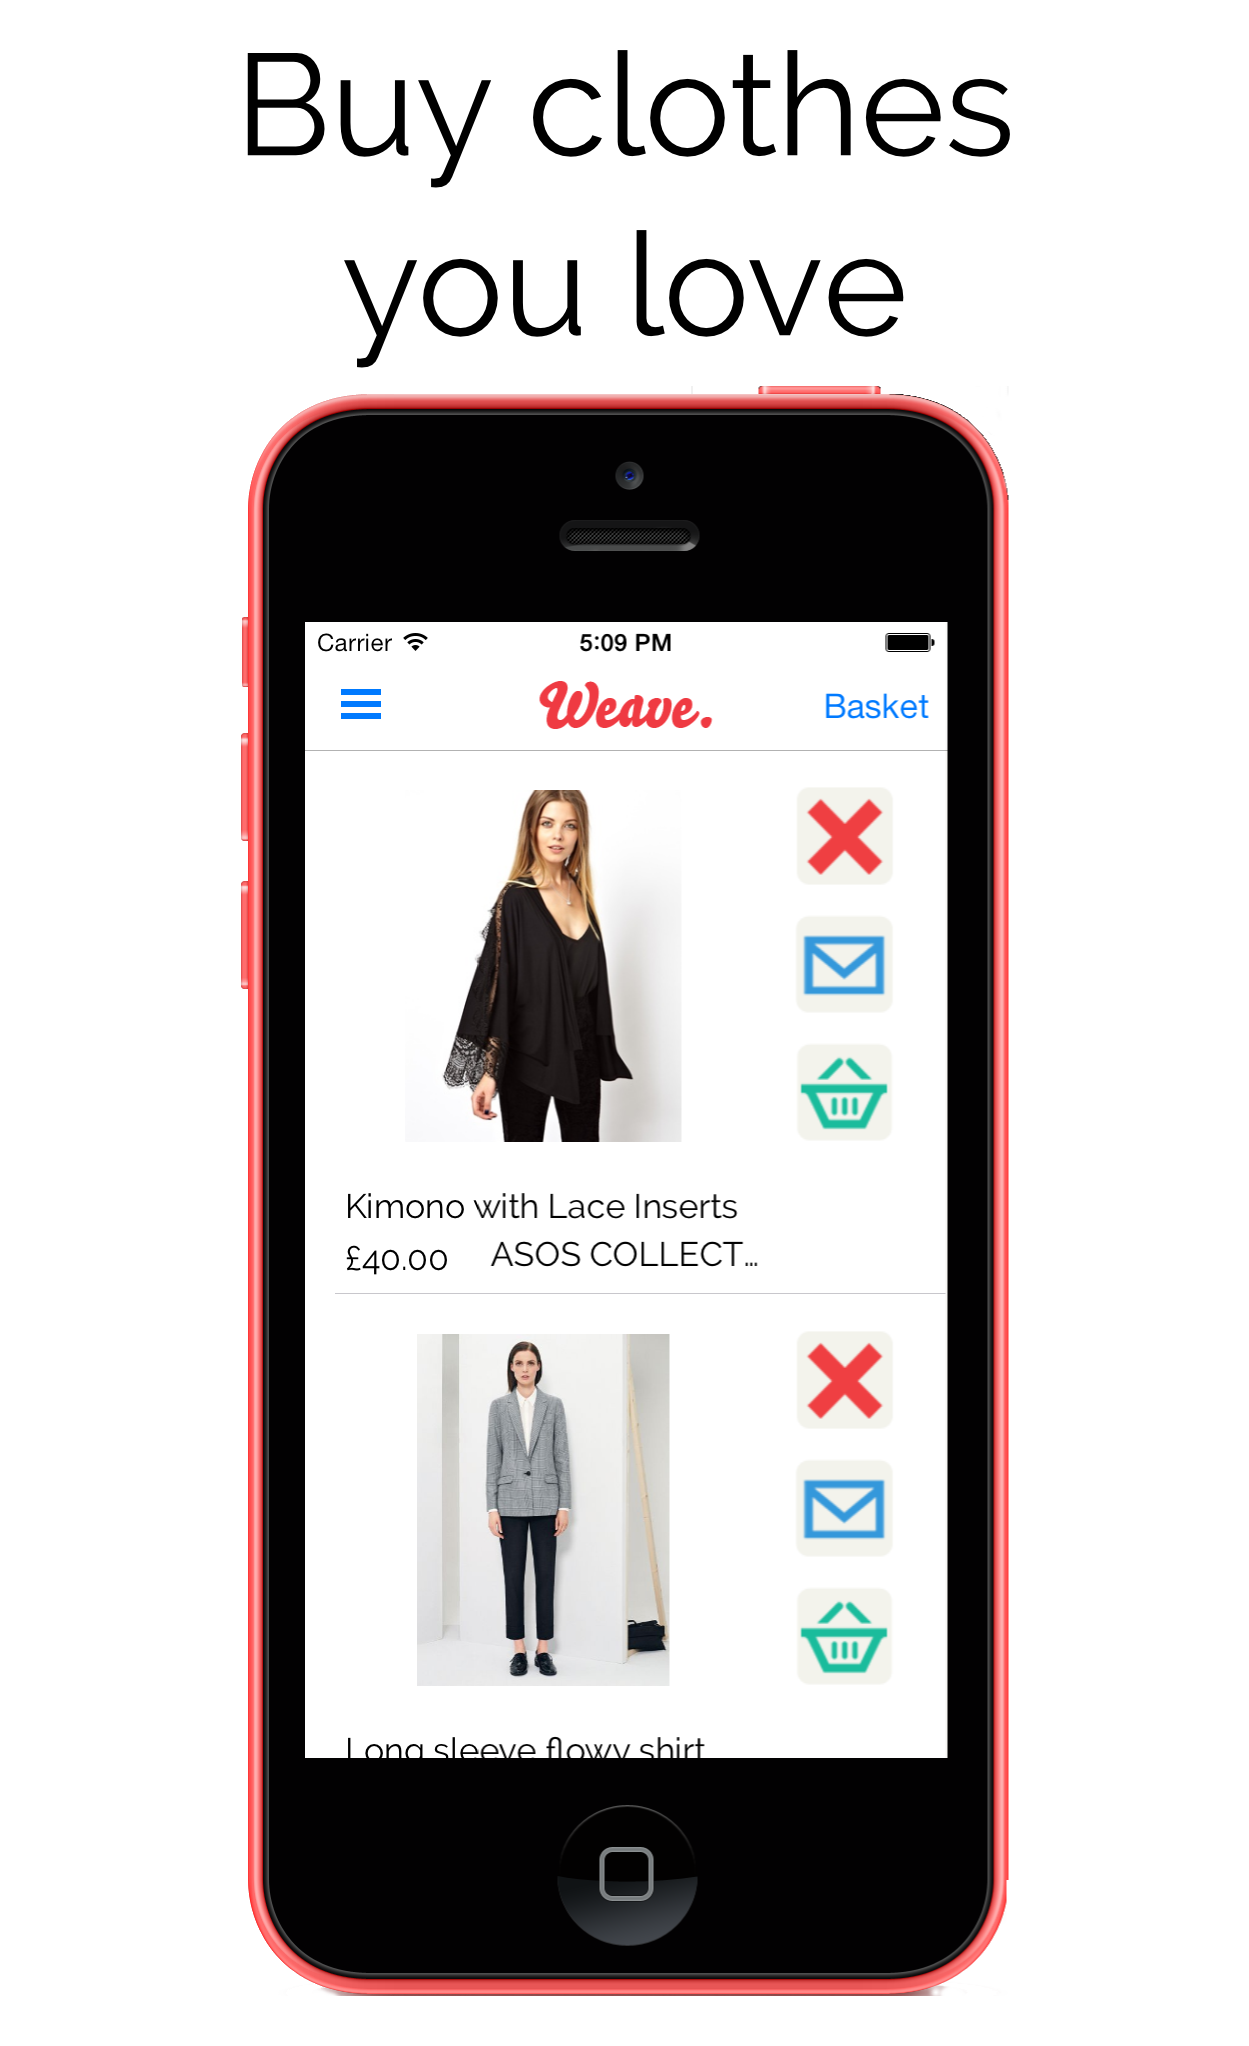 Buy clothes
you love
Carrier 5:09 PM
Weave. Basket
Kimono with Lace Inserts
£40.00 ASOS COLLECT...
Long sleeve flowy shirt